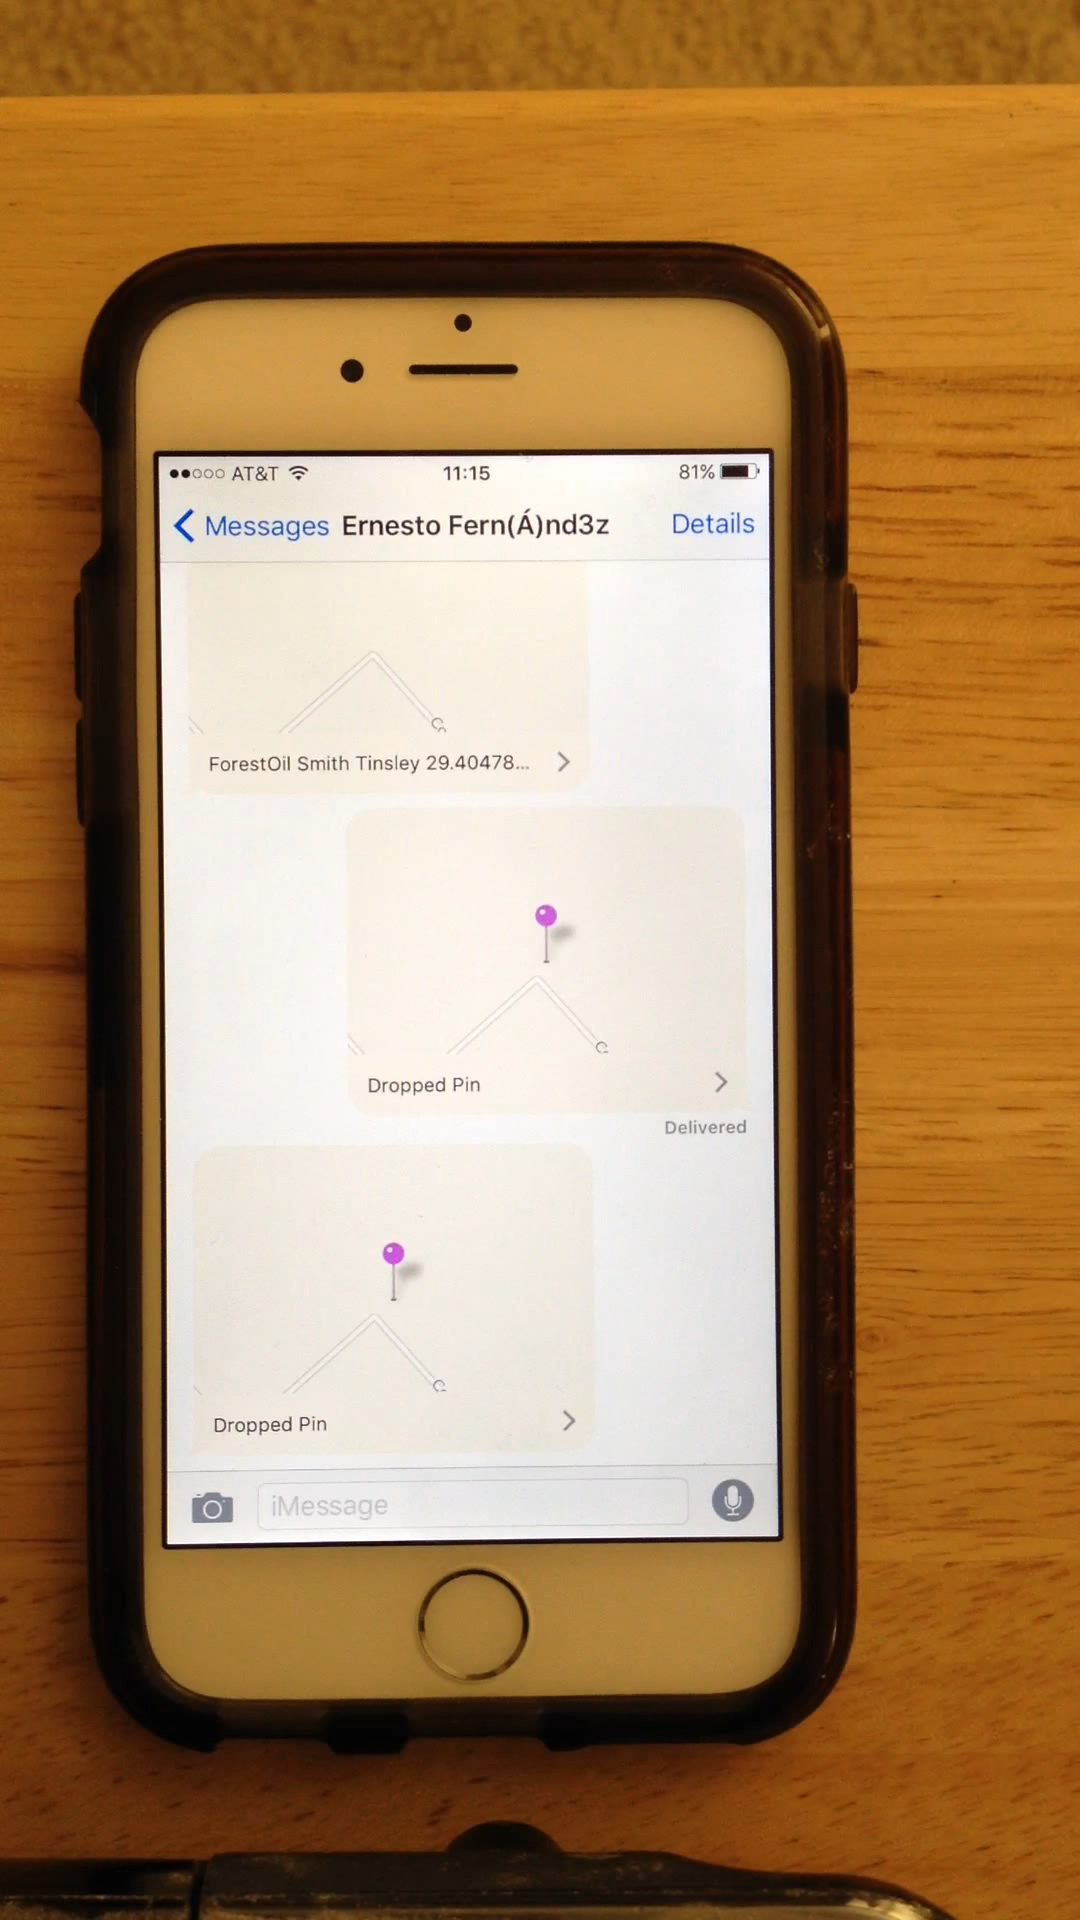 AT&T 11:15 81%
Messages Ernesto Fern(Á)nd3z Details
ForestOil Smith Tinsley 29.40478...
Dropped Pin
Delivered
Dropped Pin
iMessage